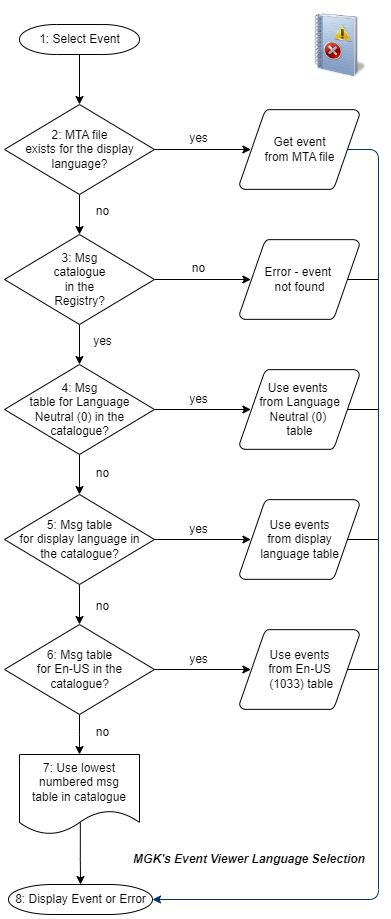 1: Select Event
2: MTA file
exists for the display
language?
yes
Get event
from MTA file
no
3: Msg
catalogue
in the
Registry?
no
Error - event
not found
yes
4: Msg
table for Language
Neutral (0) in the
catalogue?
yes
Use events
from Language
Neutral (0)
table
no
5: Msg table
for display language in
the catalogue?
yes
Use events
from display
language table
no
6: Msg table
for En-US in the
catalogue?
yes
Use events
from En-US
(1033) table
no
7: Use lowest
numbered msg
table in catalogue
MGK's Event Viewer Language Selection
8: Display Event or Error